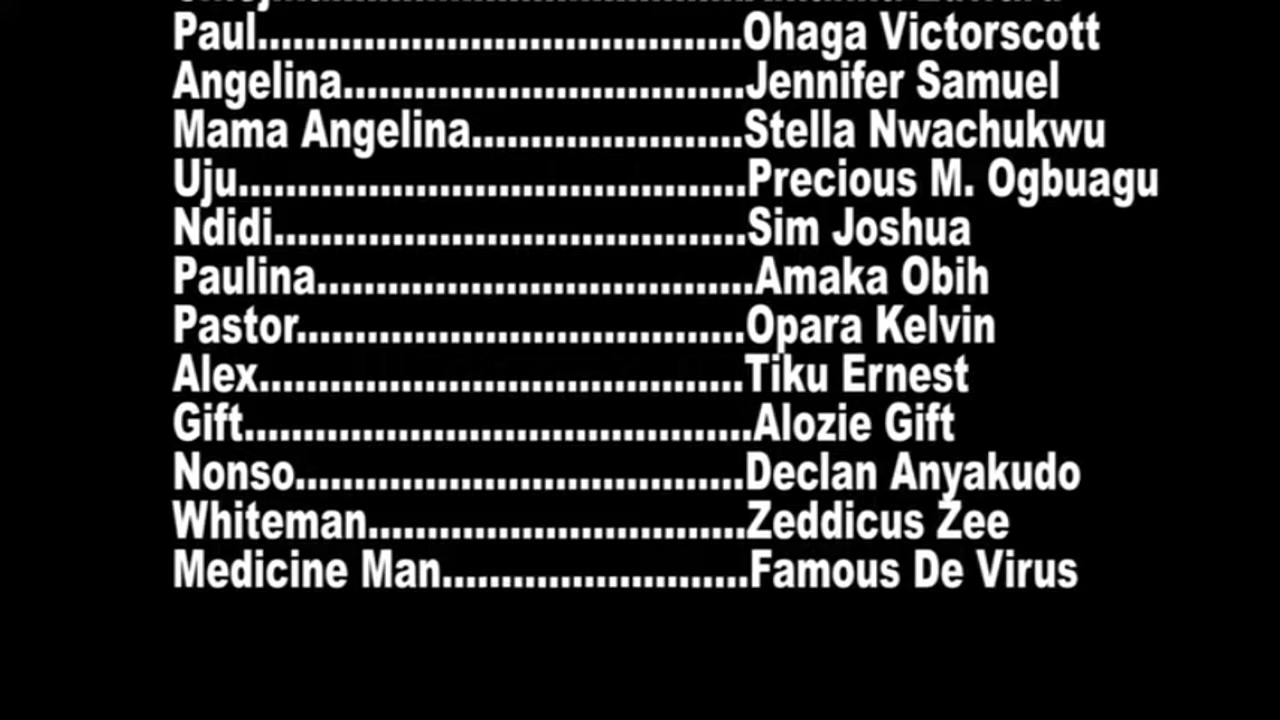 Paul.........................................Ohaga Victorscott
Angelina..................................Jennifer Samuel
Mama Angelina.......................Stella Nwachukwu
Uju...........................................Precious M. Ogbuagu
Ndidi........................................Sim Joshua
Paulina.....................................Amaka Obih
Pastor......................................Opara Kelvin
Alex.........................................Tiku Ernest
Gift...........................................Alozie Gift
Nonso......................................Declan Anyakudo
Whiteman................................Zeddicus Zee
Medicine Man..........................Famous De Virus